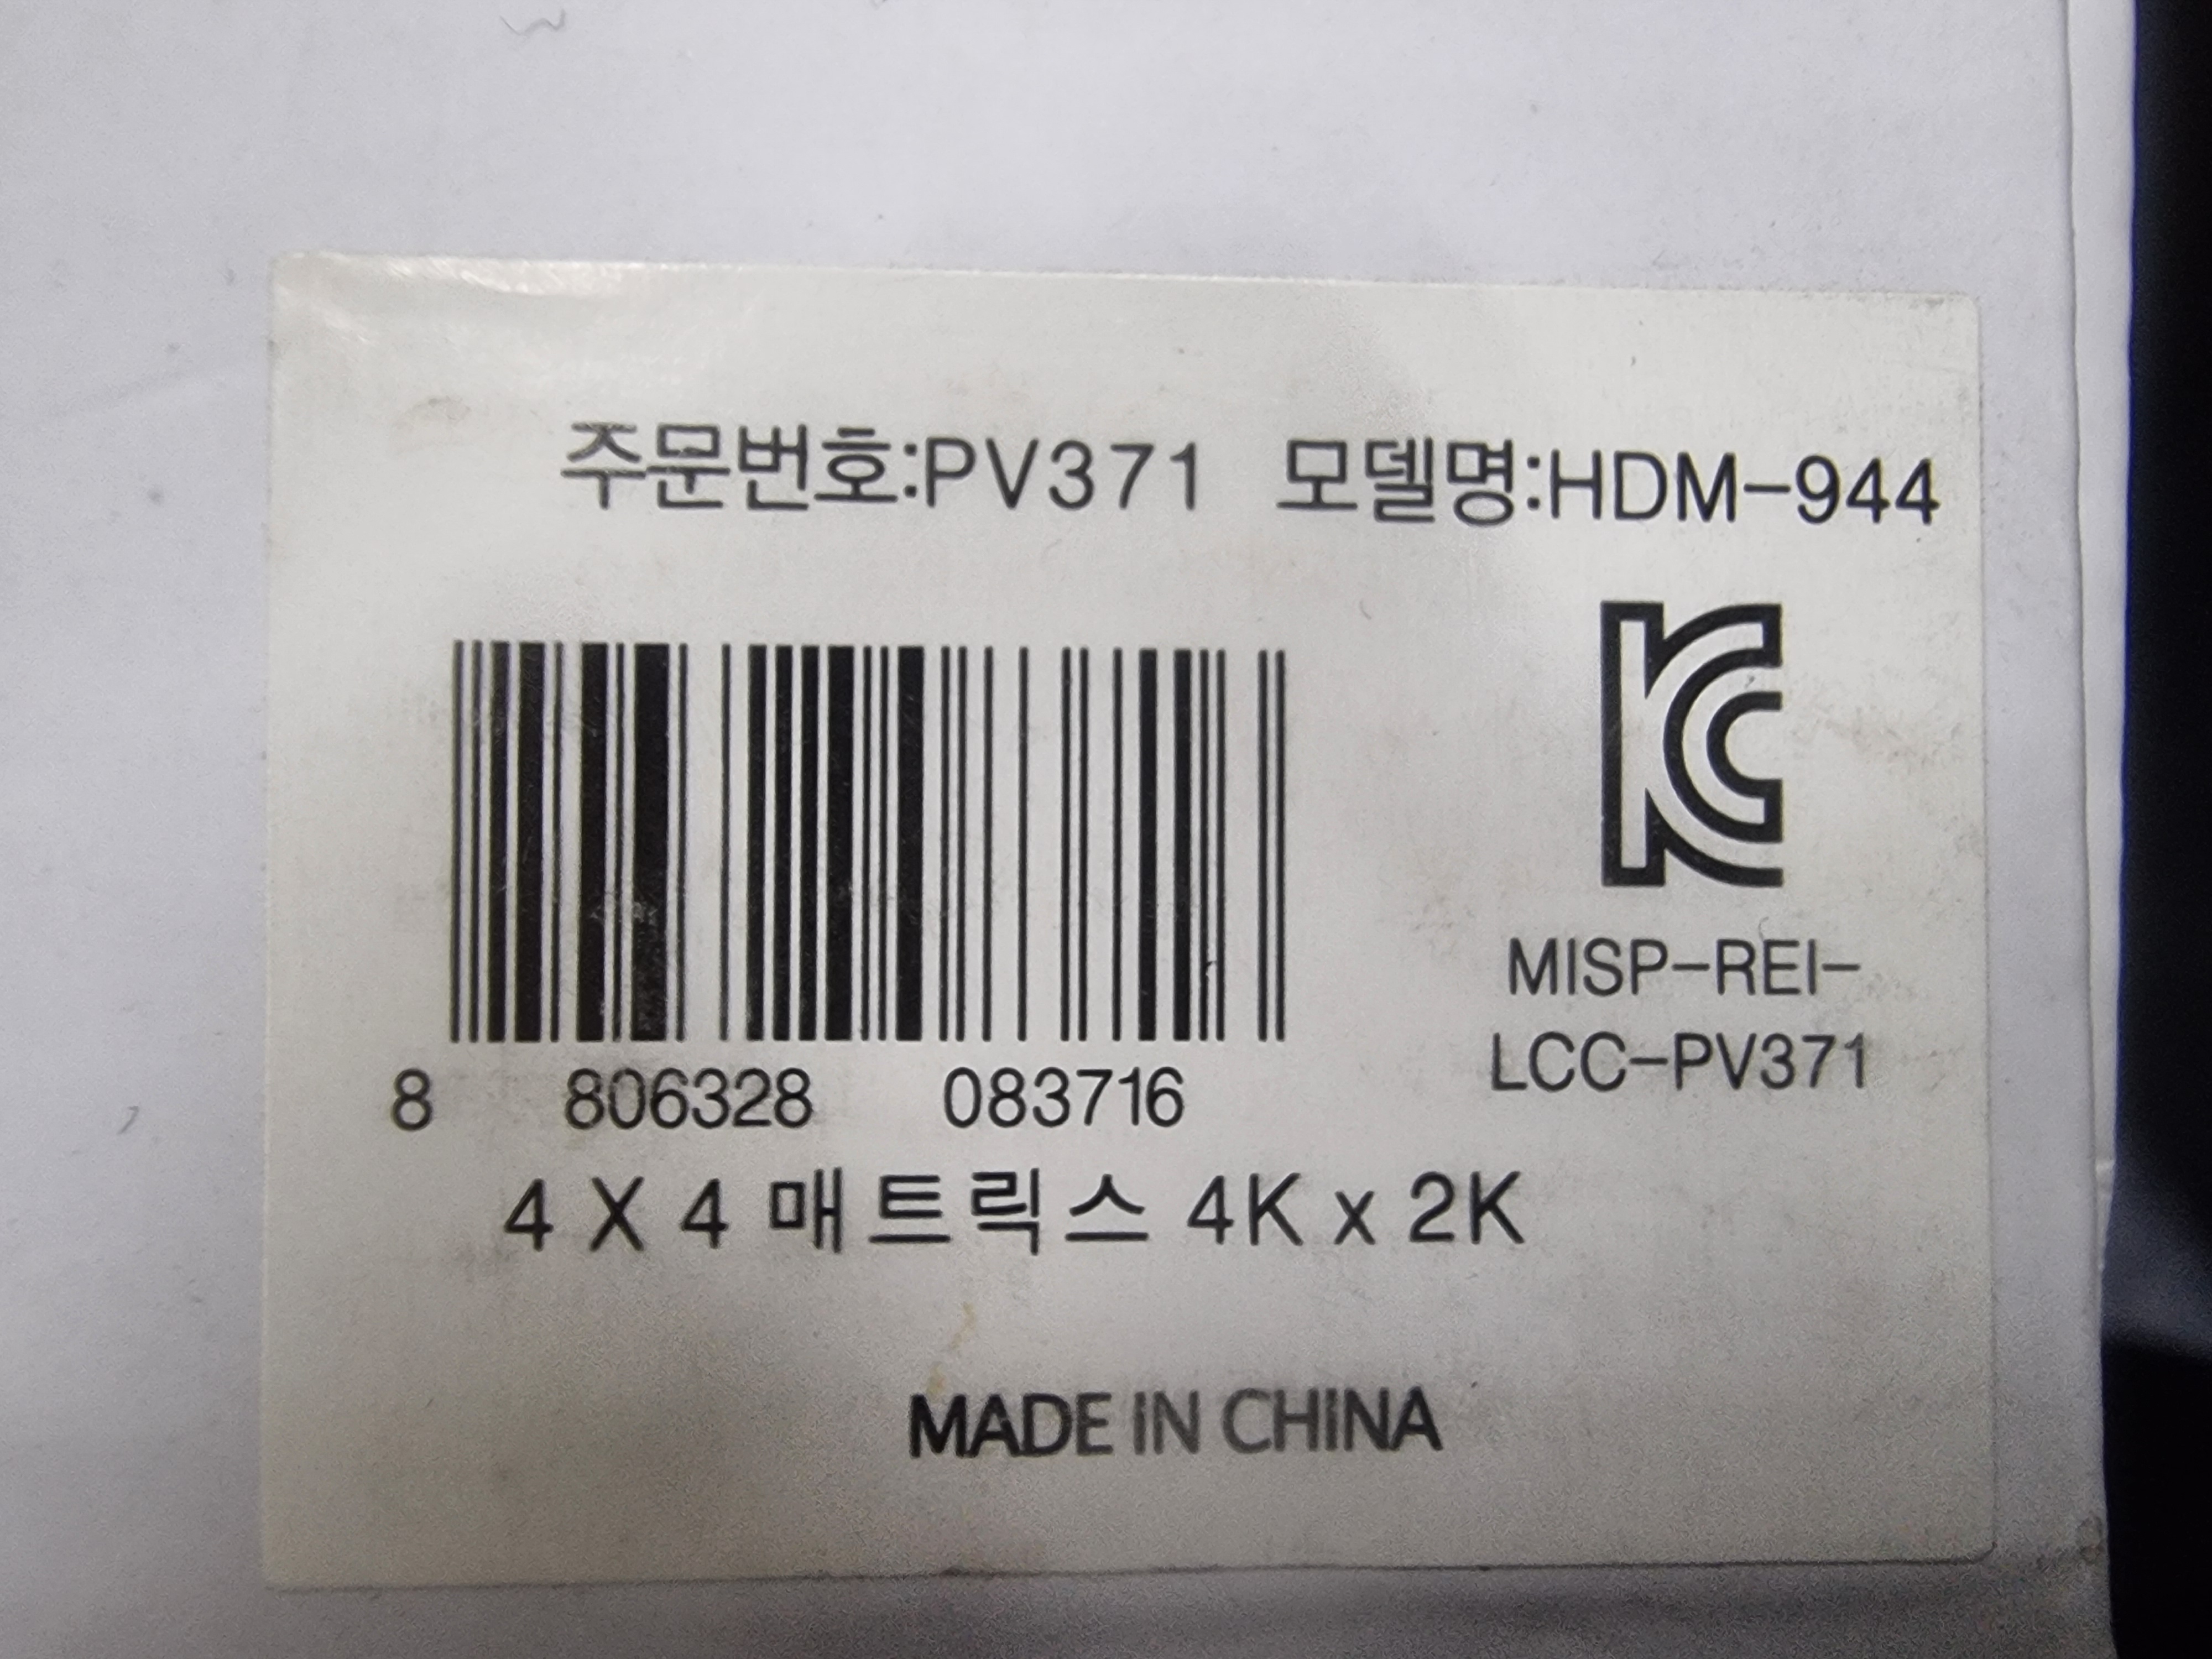 주문번호:PV371 모델명:HDM-944
KC
MISP-REI-
LCC-PV371
8 806328 083716
4 X 4 매트릭스 4K x 2K
MADE IN CHINA